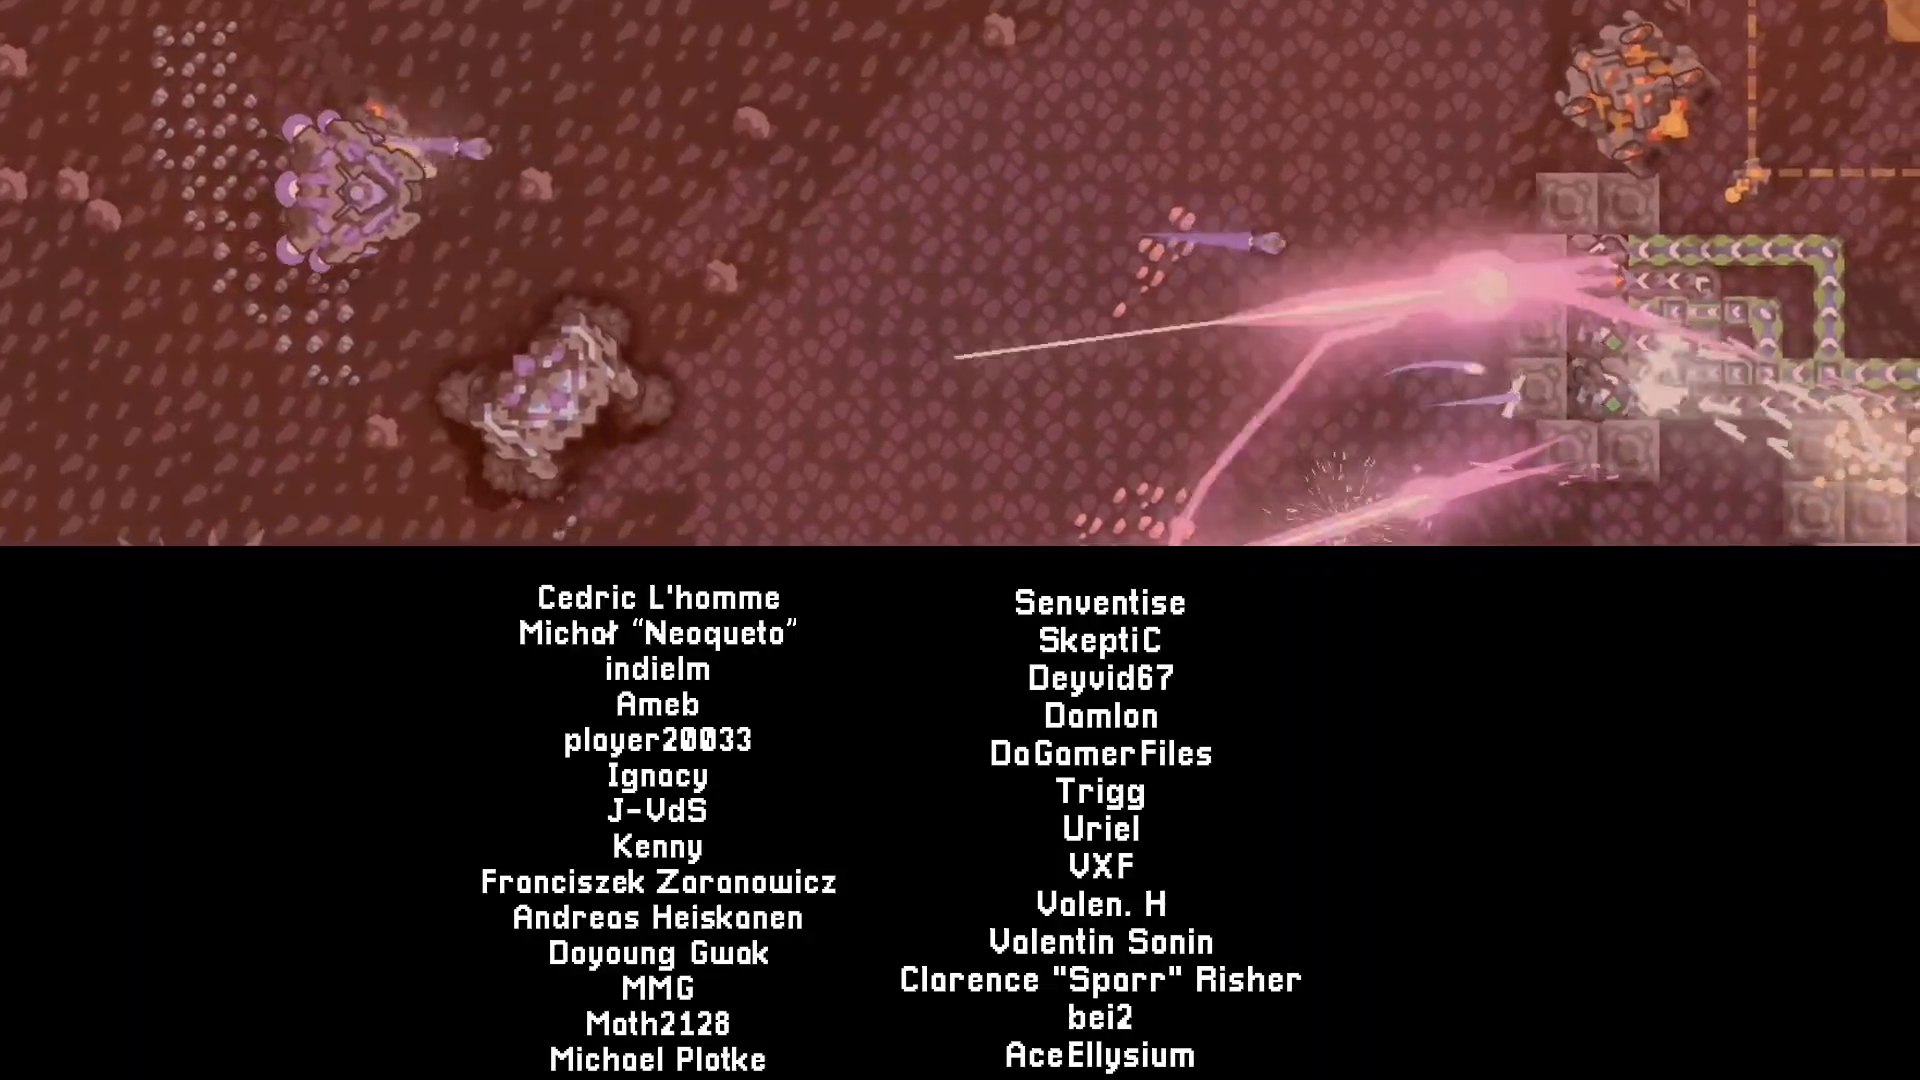 Cedric L'homme
Michał “Neoqueto”
indielm
Ameb
player20033
Ignacy
J-VdS
Kenny
Franciszek Zaranowicz
Andreas Heiskanen
Doyoung Gwak
MMG
Math2128
Michael Plotke
Senventise
SkeptiC
Deyvid67
Damlon
DaGamerFiles
Trigg
Uriel
VXF
Valen. H
Valentin Sonin
Clarence "Sparr" Risher
bei2
AceEllysium